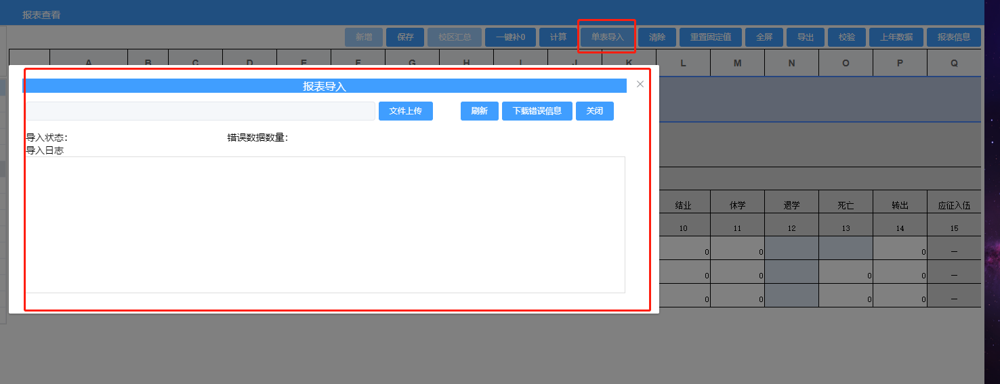 报表查看
新增 保存 校区汇总 一键补0 计算 单表导入 清除 重置固定值 全屏 导出 校验 上年数据 报表信息
A B C D E F G H I J K L M N O P Q
报表导入
文件上传 刷新 下载错误信息 关闭
导入状态: 错误数据数量:
导入日志
结业 休学 退学 死亡 转出 应征入伍
10 11 12 13 14 15
0 0 0 —
0 0 0 0 —
0 0 0 0 —